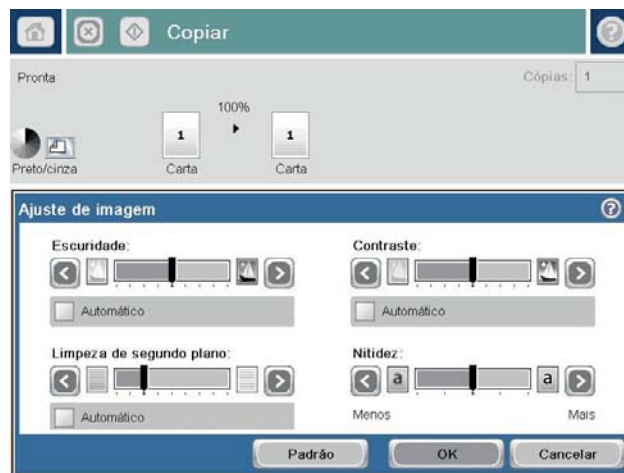 Copiar
Pronta
Cópias: 1
100%
1 1
Preto/cinza Carta Carta
Ajuste de imagem
Escuridade: Contraste:
Automático Automático
Limpeza de segundo plano: Nitidez:
a a
Automático Menos Mais
Padrão OK Cancelar